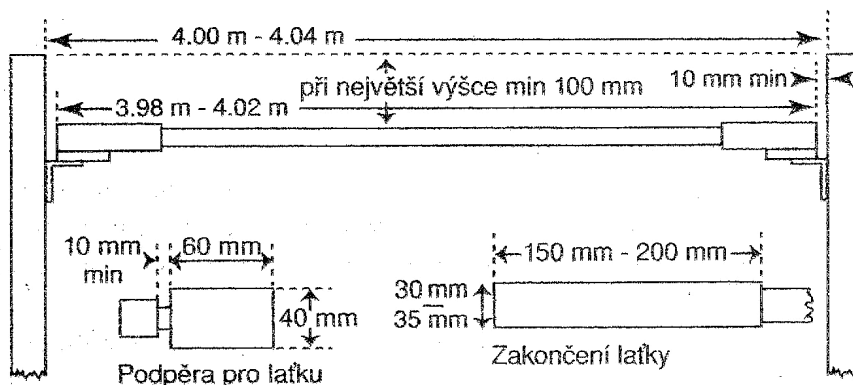 4.00 m - 4.04 m
při největší výšce min 100 mm
10 mm min
3.98 m - 4.02 m
10 mm
min
60 mm
40 mm
Podpěra pro laťku
150 mm - 200 mm
30 mm
35 mm
Zakončení laťky